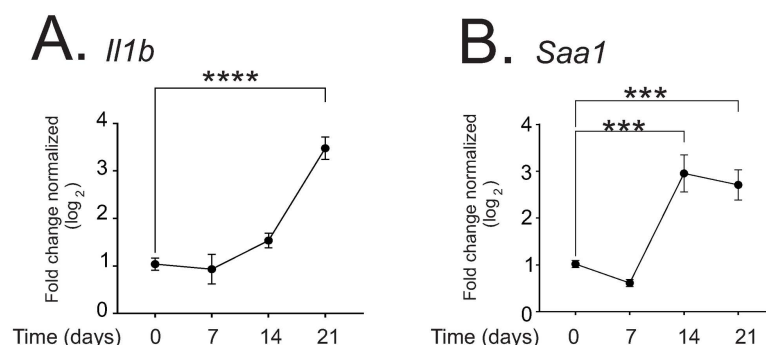 A. Il1b
****
Fold change normalized
(log 2)
4
3
2
1
0
Time (days) 0 7 14 21
B. Saa1
***
***
Fold change normalized
(log 2)
4
3
2
1
0
Time (days) 0 7 14 21